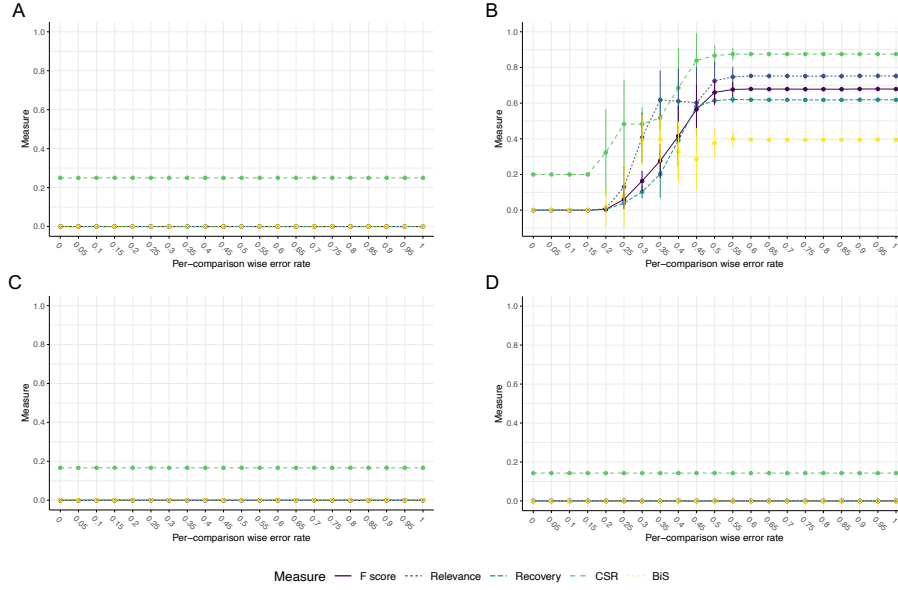 A
B
1.0
0.8
0.6
0.4
0.2
0.0
Measure
0 0.05 0.1 0.15 0.2 0.25 0.3 0.35 0.4 0.45 0.5 0.55 0.6 0.65 0.7 0.75 0.8 0.85 0.9 0.95 1
Per-comparison wise error rate
1.0
0.8
0.6
0.4
0.2
0.0
Measure
0 0.05 0.1 0.15 0.2 0.25 0.3 0.35 0.4 0.45 0.5 0.55 0.6 0.65 0.7 0.75 0.8 0.85 0.9 0.95 1
Per-comparison wise error rate
C
D
1.0
0.8
0.6
0.4
0.2
0.0
Measure
0 0.05 0.1 0.15 0.2 0.25 0.3 0.35 0.4 0.45 0.5 0.55 0.6 0.65 0.7 0.75 0.8 0.85 0.9 0.95 1
Per-comparison wise error rate
1.0
0.8
0.6
0.4
0.2
0.0
Measure
0 0.05 0.1 0.15 0.2 0.25 0.3 0.35 0.4 0.45 0.5 0.55 0.6 0.65 0.7 0.75 0.8 0.85 0.9 0.95 1
Per-comparison wise error rate
Measure F score Relevance Recovery CSR BiS